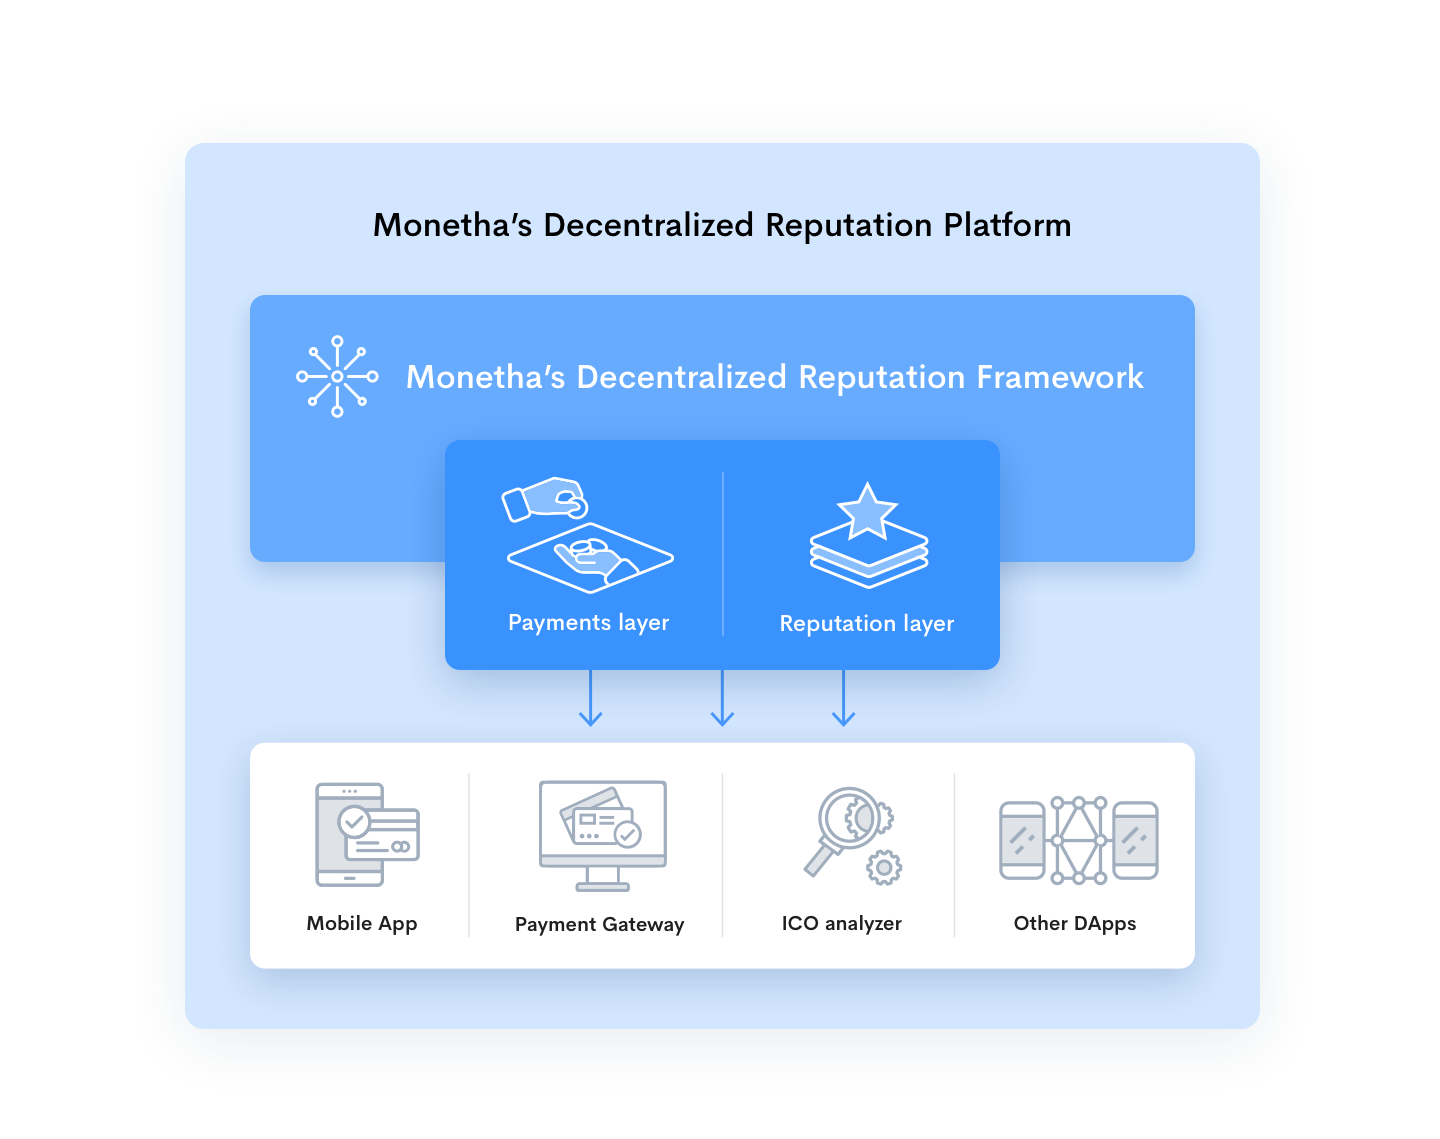 Monetha’s Decentralized Reputation Platform
Monetha’s Decentralized Reputation Framework
Payments layer
Reputation layer
Mobile App
Payment Gateway
ICO analyzer
Other DApps